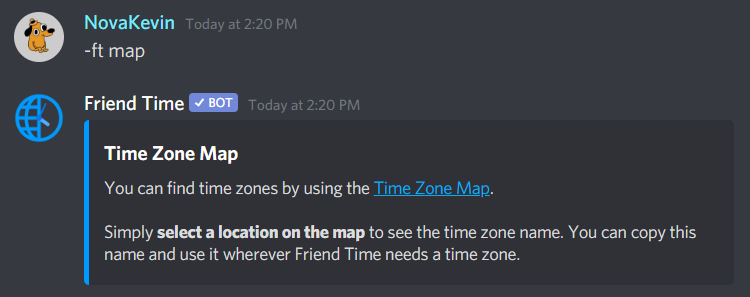 NovaKevin Today at 2:20 PM
-ft map
Friend Time ✓ BOT Today at 2:20 PM
Time Zone Map
You can find time zones by using the Time Zone Map.
Simply select a location on the map to see the time zone name. You can copy this
name and use it wherever Friend Time needs a time zone.